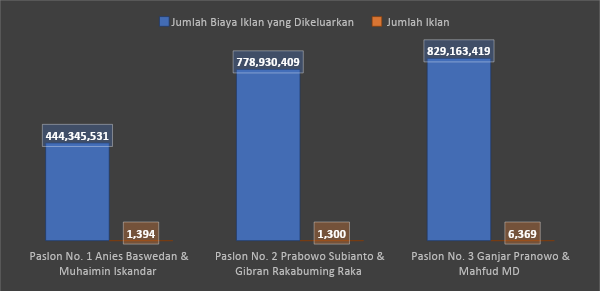 Jumlah Biaya Iklan yang Dikeluarkan
Jumlah Iklan
444,345,531
1,394
778,930,409
1,300
829,163,419
6,369
Paslon No. 1 Anies Baswedan &
Muhaimin Iskandar
Paslon No. 2 Prabowo Subianto &
Gibran Rakabuming Raka
Paslon No. 3 Ganjar Pranowo &
Mahfud MD